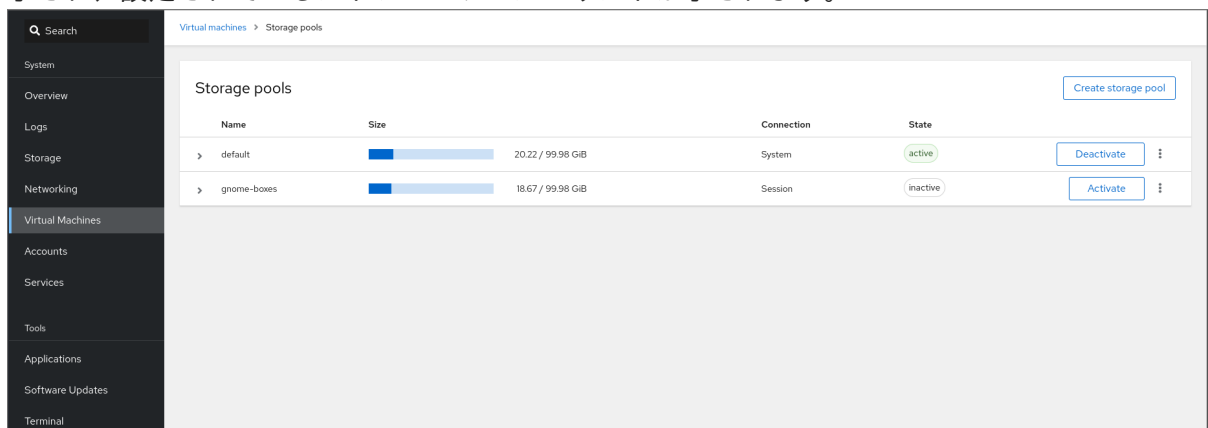 Search
Virtual machines > Storage pools
System
Overview
Logs
Storage
Networking
Virtual Machines
Accounts
Services
Tools
Applications
Software Updates
Terminal
Storage pools
Create storage pool
Name Size Connection State
default 20.22 / 99.98 GiB System active Deactivate
gnome-boxes 18.67 / 99.98 GiB Session inactive Activate